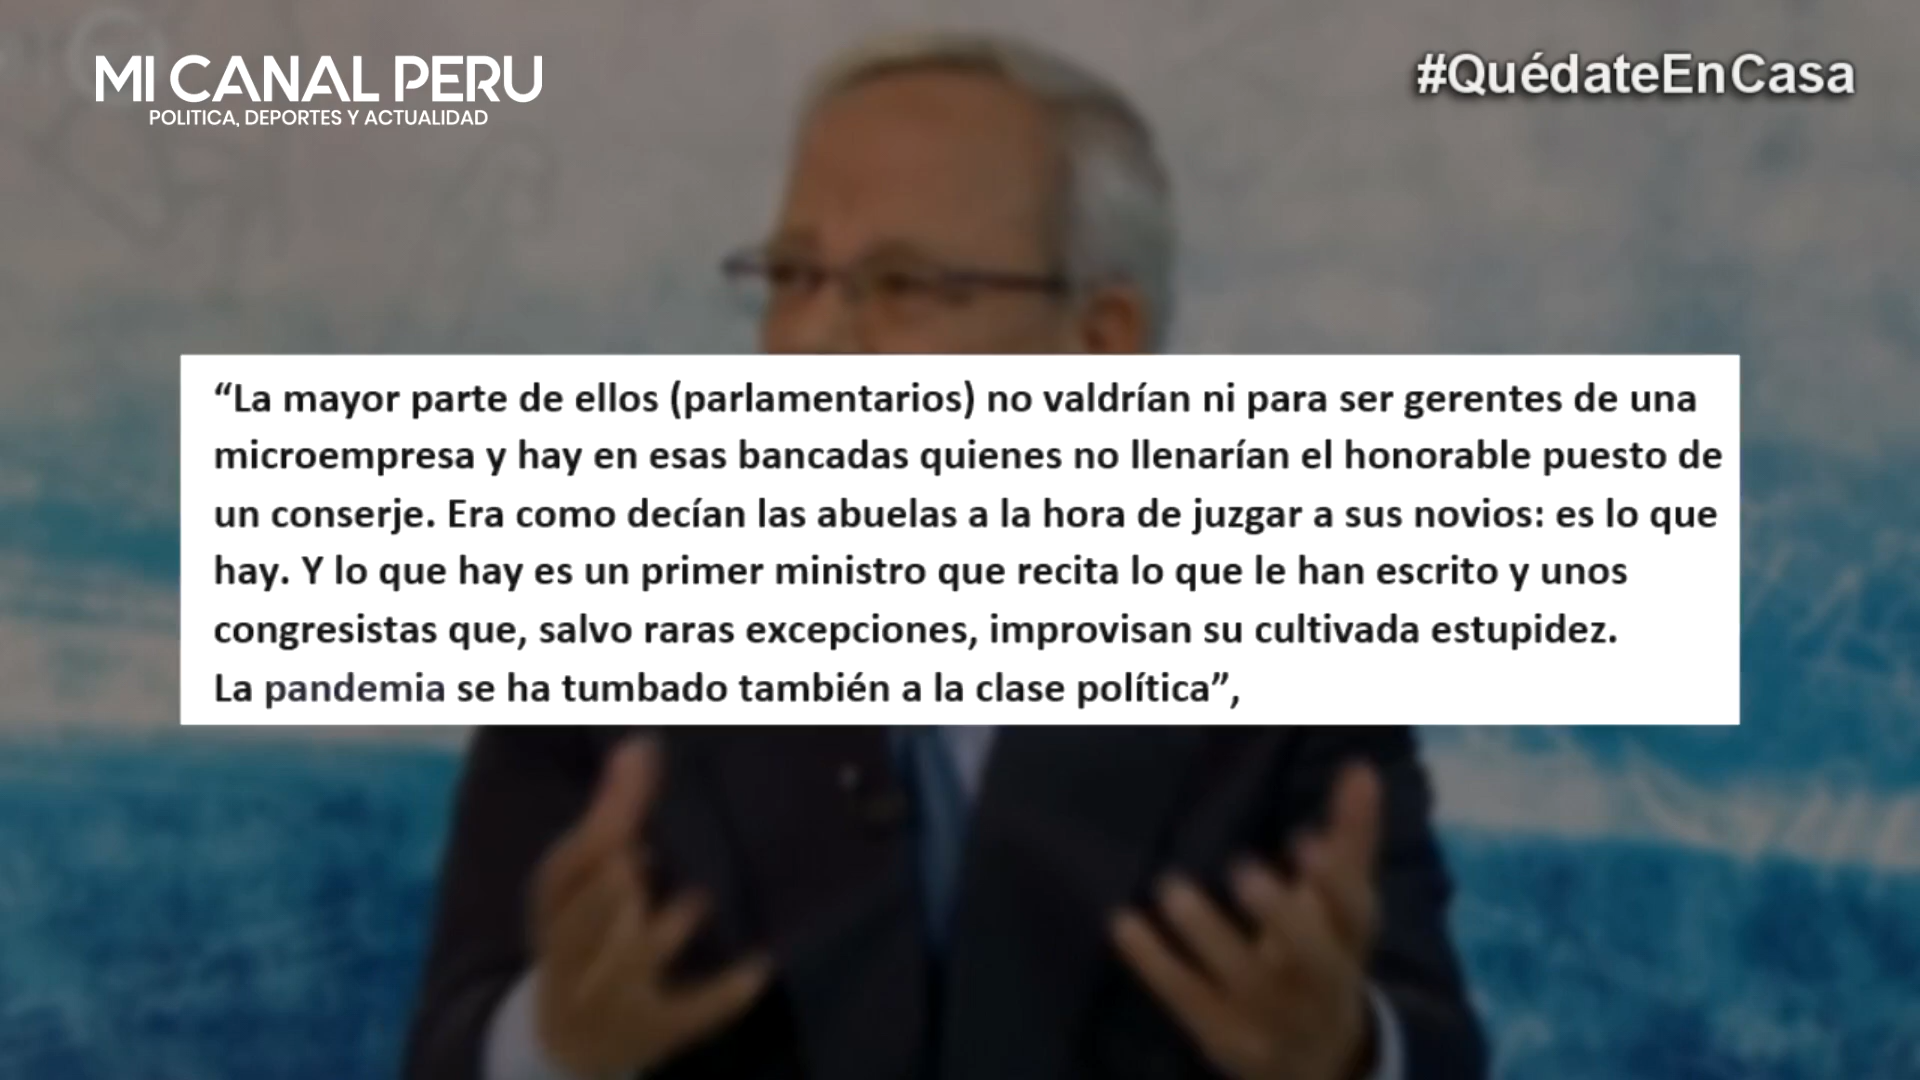 MI CANAL PERU
POLITICA, DEPORTES Y ACTUALIDAD
#QuédateEnCasa
“La mayor parte de ellos (parlamentarios) no valdrían ni para ser gerentes de una
microempresa y hay en esas bancadas quienes no llenarían el honorable puesto de
un conserje. Era como decían las abuelas a la hora de juzgar a sus novios: es lo que
hay. Y lo que hay es un primer ministro que recita lo que le han escrito y unos
congresistas que, salvo raras excepciones, improvisan su cultivada estupidez.
La pandemia se ha tumbado también a la clase política”,